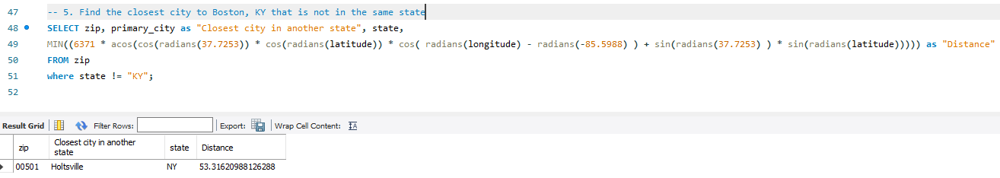 47 -- 5. Find the closest city to Boston, KY that is not in the same state
48 SELECT zip, primary_city as "Closest city in another state", state,
49 MIN((6371 * acos(cos(radians(37.7253)) * cos(radians(latitude)) * cos( radians(longitude) - radians(-85.5988) ) + sin(radians(37.7253) ) * sin(radians(latitude))))) as "Distance"
50 FROM zip
51 where state != "KY";
52
Result Grid Filter Rows: Export: Wrap Cell Content: IA
zip Closest city in another state state Distance
00501 Holtsville NY 53.31620988126288